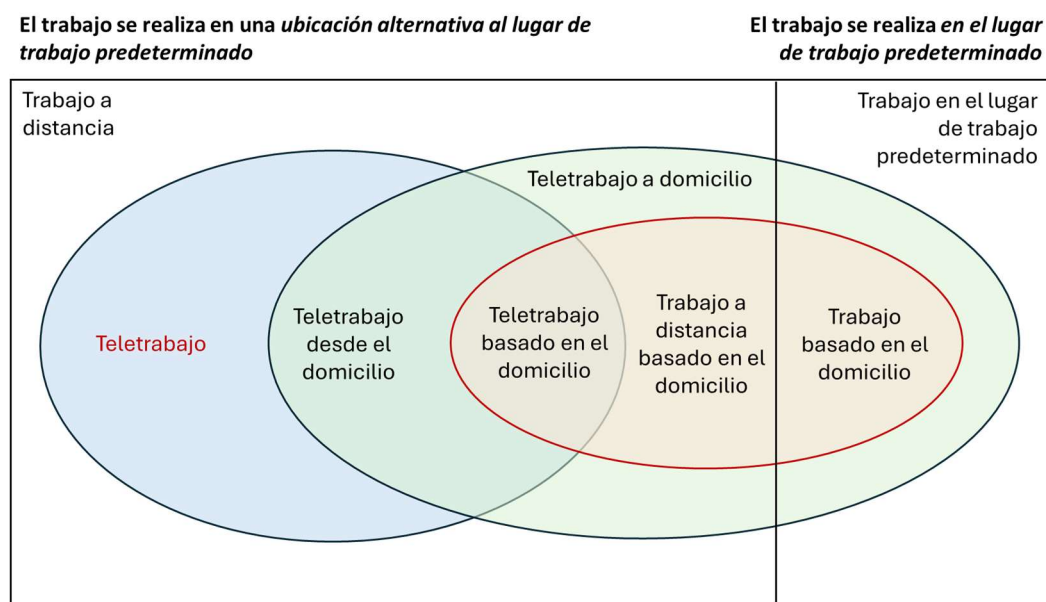 El trabajo se realiza en una ubicación alternativa al lugar de
trabajo predeterminado
El trabajo se realiza en el lugar
de trabajo predeterminado
Trabajo a
distancia
Trabajo en el lugar
de trabajo
predeterminado
Teletrabajo a domicilio
Teletrabajo
Teletrabajo
desde el
domicilio
Teletrabajo
basado en el
domicilio
Trabajo a
distancia
basado en el
domicilio
Trabajo
basado en el
domicilio